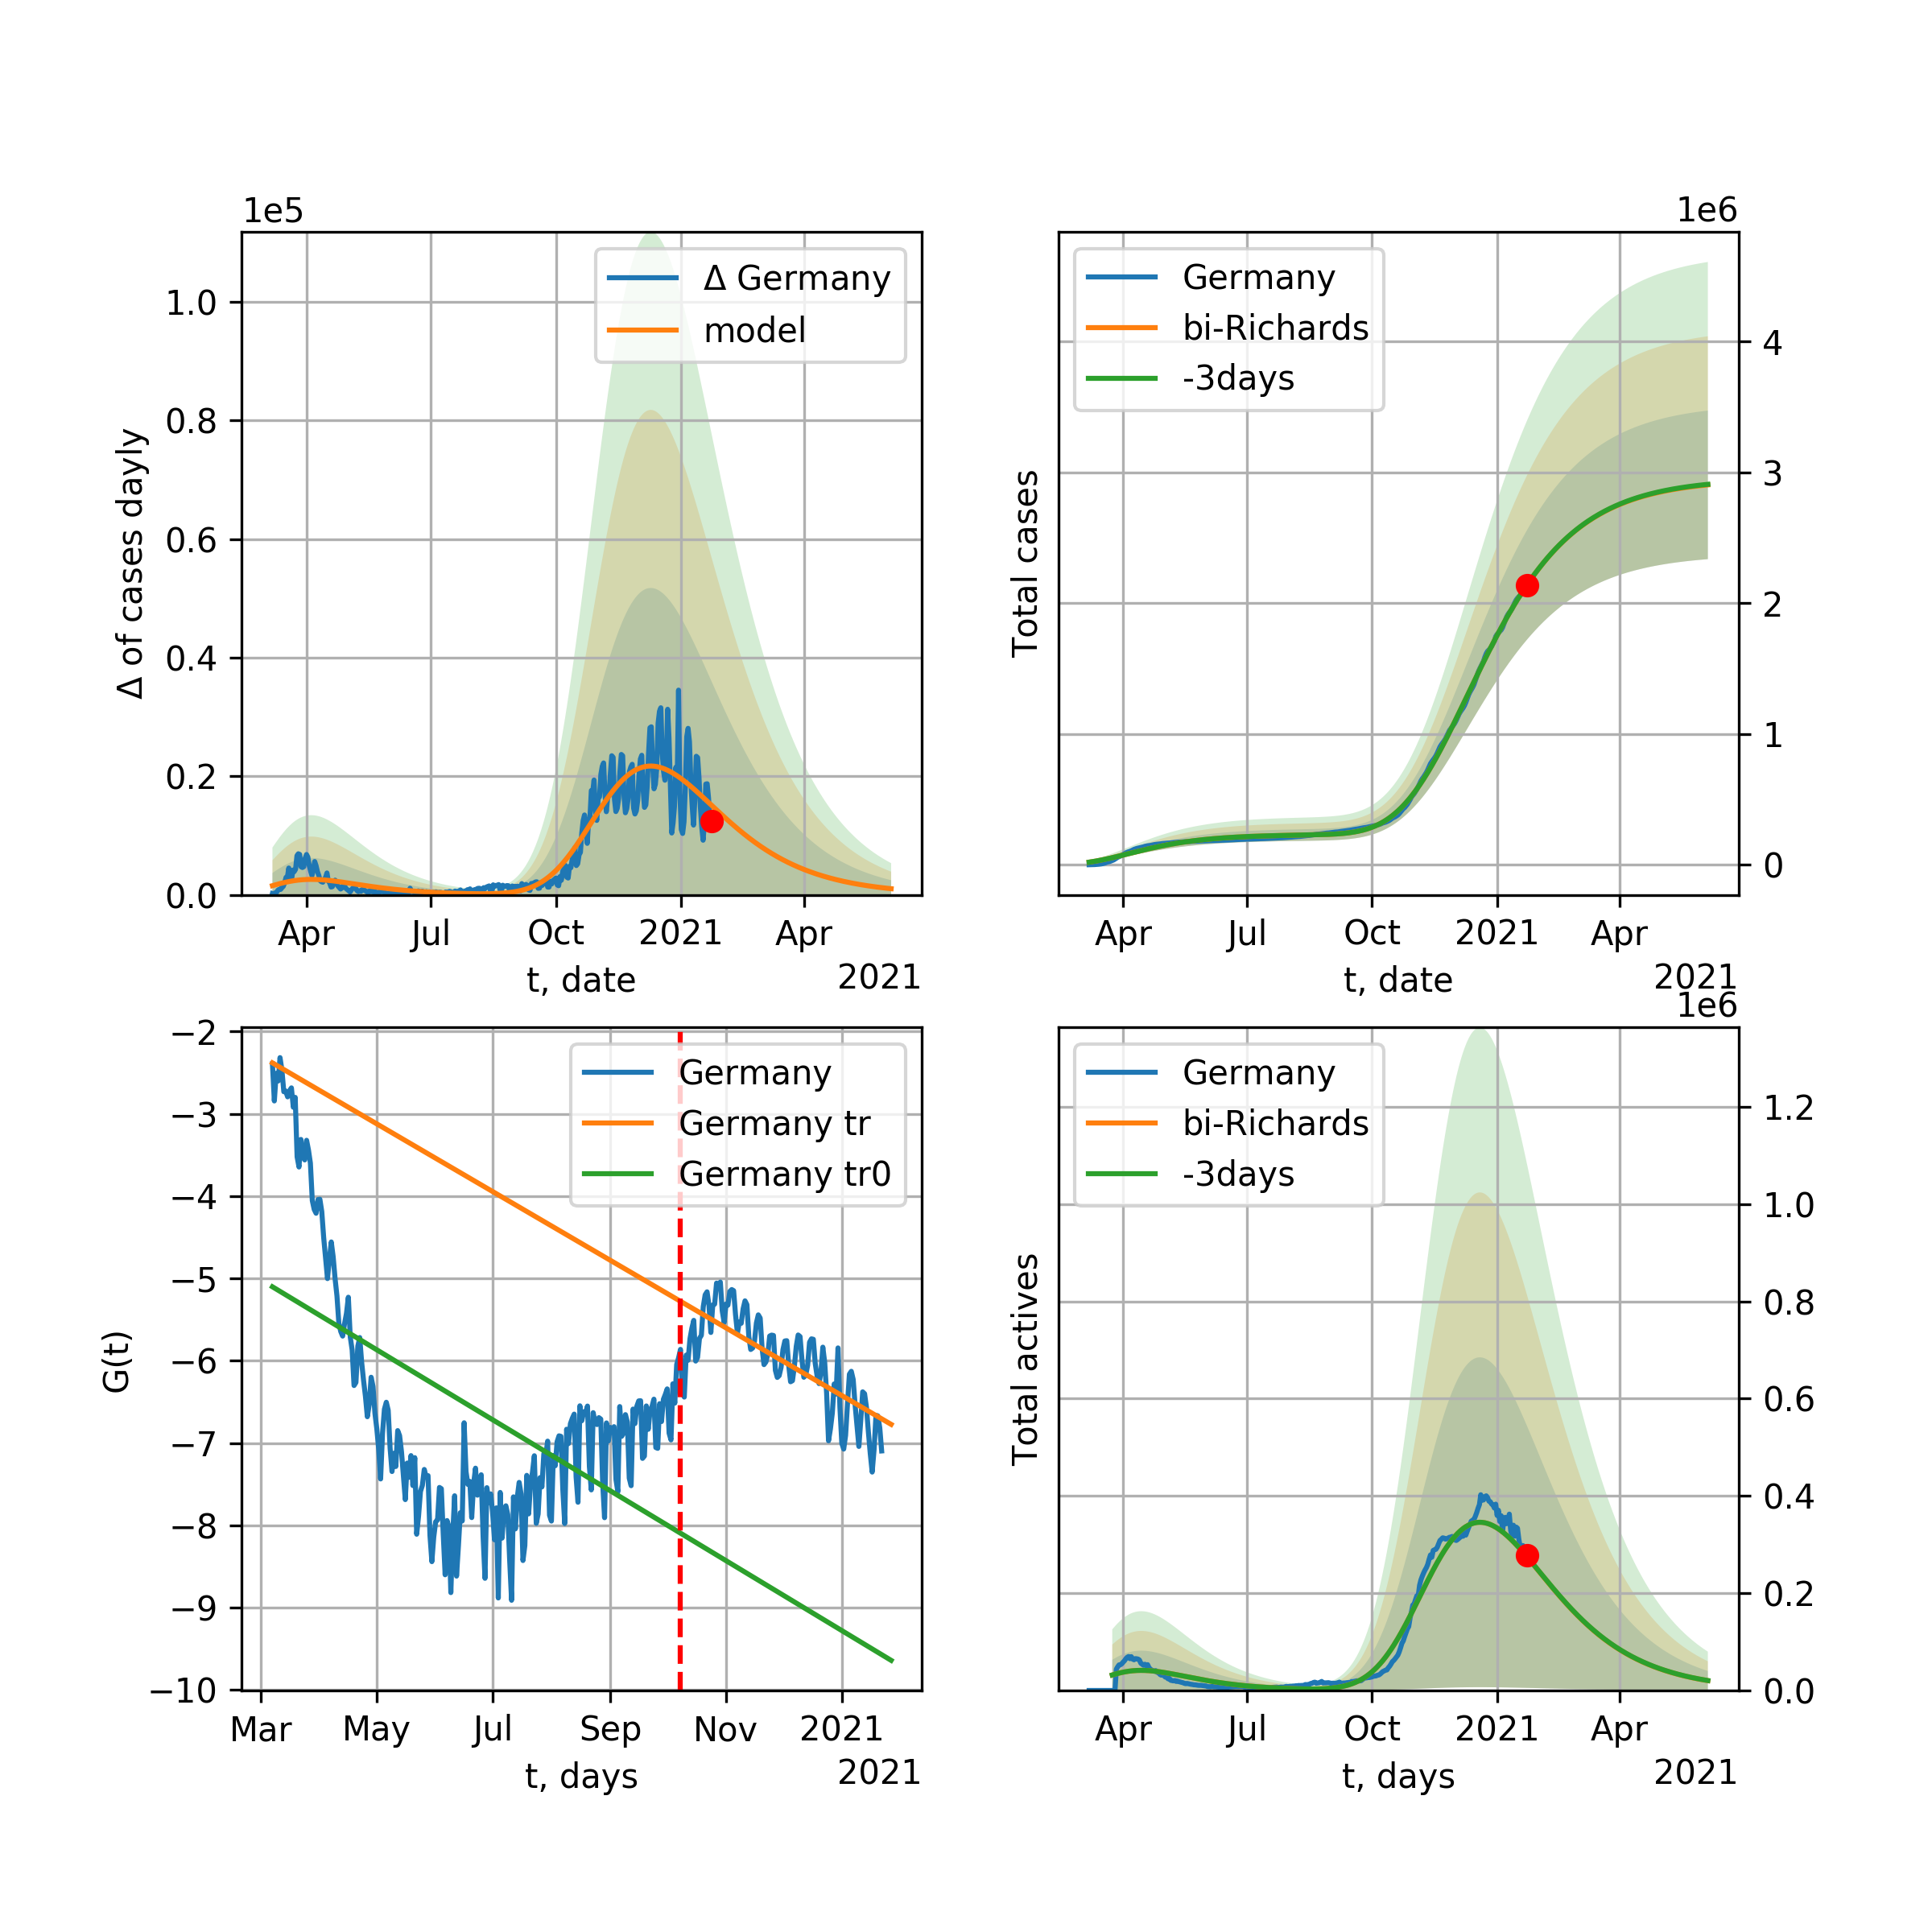 1e5
Δ of cases dayly
1.0
0.8
0.6
0.4
0.2
0.0
Δ Germany
model
Apr Jul Oct 2021 Apr
t, date
2021
1e6
Total cases
Germany
bi-Richards
-3days
4
3
2
1
0
Apr Jul Oct 2021 Apr
t, date
2021
G(t)
−2
−3
−4
−5
−6
−7
−8
−9
−10
Germany
Germany tr
Germany tr0
Mar May Jul Sep Nov 2021
t, days
2021
1e6
Total actives
Germany
bi-Richards
-3days
1.2
1.0
0.8
0.6
0.4
0.2
0.0
Apr Jul Oct 2021 Apr
t, days
2021